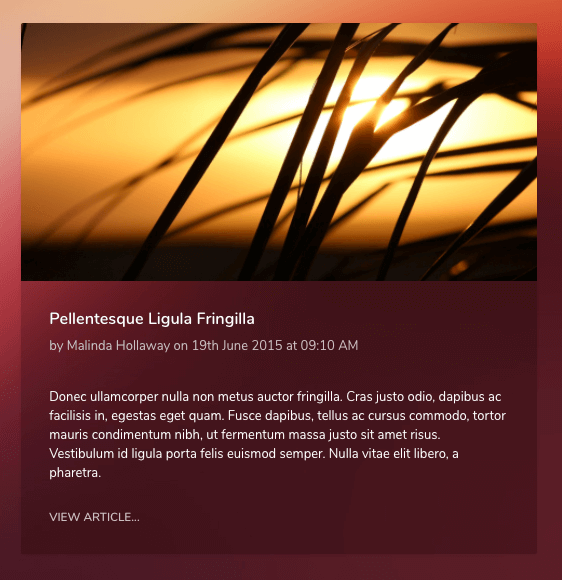 Pellentesque Ligula Fringilla
by Malinda Hollaway on 19th June 2015 at 09:10 AM
Donec ullamcorper nulla non metus auctor fringilla. Cras justo odio, dapibus ac
facilisis in, egestas eget quam. Fusce dapibus, tellus ac cursus commodo, tortor
mauris condimentum nibh, ut fermentum massa justo sit amet risus.
Vestibulum id ligula porta felis euismod semper. Nulla vitae elit libero, a
pharetra.
VIEW ARTICLE...